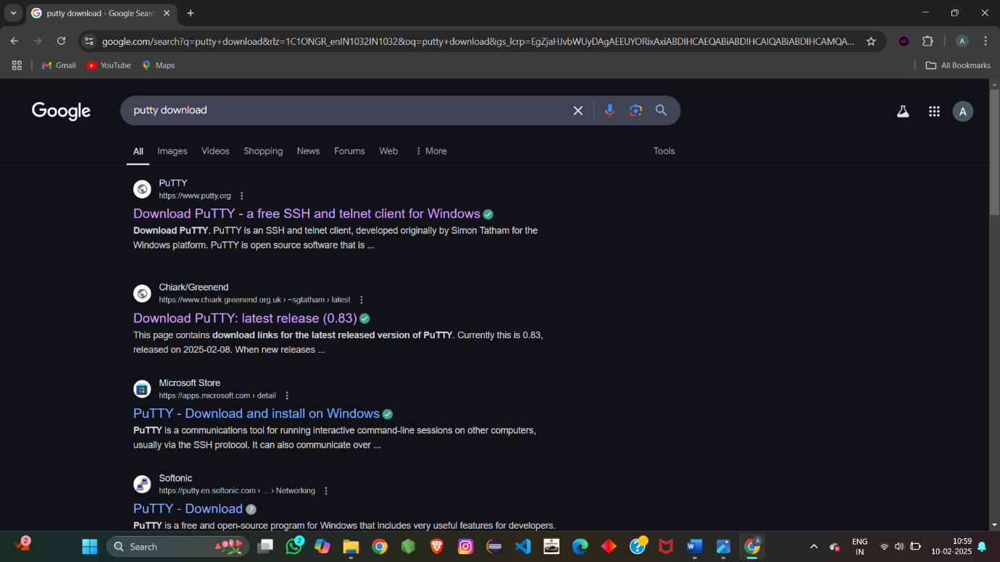 putty download - Google Searc
google.com/search?q=putty+download&rlz=1C1ONGR_enIN1032IN1032&oq=putty+download&gs_lcrp=EgZjaHJvbWUyDAgAEEUYORixAxiABDIHCAEQABiABDIHCAIQABiABDIHCAMQA...
A
Gmail
YouTube
Maps
All Bookmarks
Google
putty download
A
All
Images
Videos
Shopping
News
Forums
Web
More
Tools
PuTTY
https://www.putty.org
Download PuTTY - a free SSH and telnet client for Windows
Download PuTTY. PuTTY is an SSH and telnet client, developed originally by Simon Tatham for the
Windows platform. PuTTY is open source software that is ...
Chiark/Greenend
https://www.chiark.greenend.org.uk › ~sgtatham › latest
Download PuTTY: latest release (0.83)
This page contains download links for the latest released version of PuTTY. Currently this is 0.83,
released on 2025-02-08. When new releases ...
Microsoft Store
https://apps.microsoft.com › detail
PuTTY - Download and install on Windows
PuTTY is a communications tool for running interactive command-line sessions on other computers,
usually via the SSH protocol. It can also communicate over ...
Softonic
https://putty.en.softonic.com › ... › Networking
PuTTY - Download
PuTTY is a free and open-source program for Windows that includes very useful features for developers.
2
Search
2
A
ENG
IN
10:59
10-02-2025